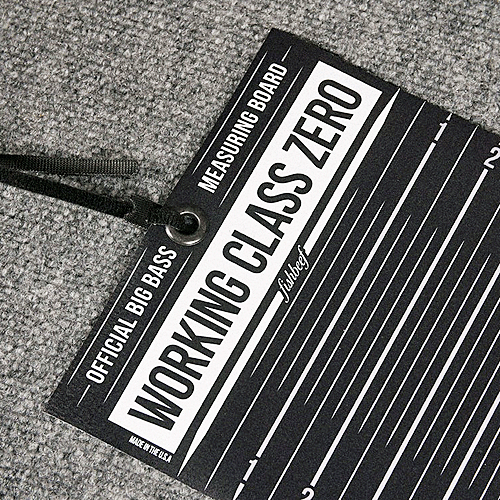 OFFICIAL BIG BASS MEASURING BOARD
WORKING CLASS ZERO
fishbeef
MADE IN THE U.S.A
1
2
1
2